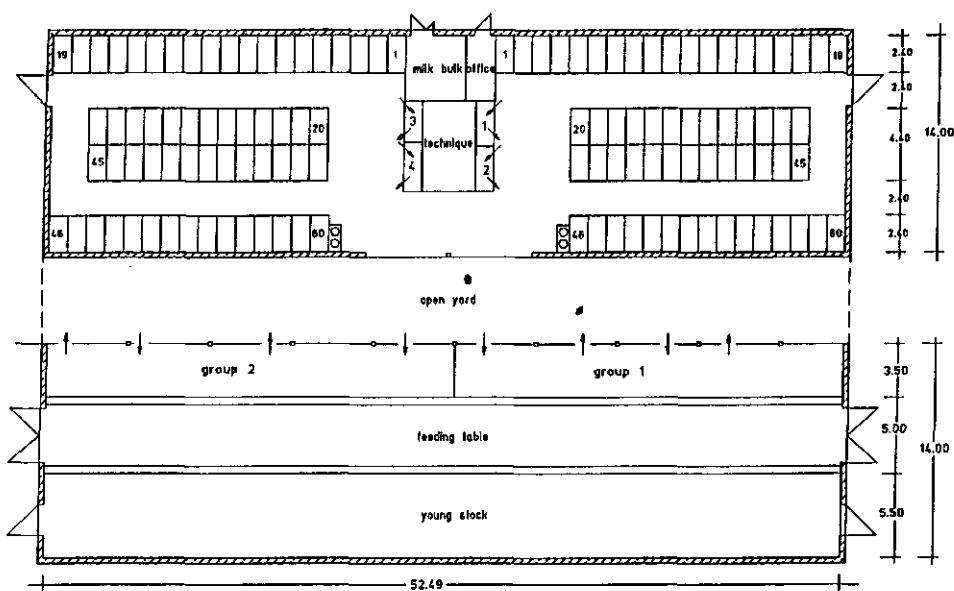 19 1 1 18
milk bulk office
2.40
2.40
3 1
20 20
technique
4.40
14.00
45 4 2 45
2.40
46 60 46 60
2.40
open yard
group 2 group 1
3.50
feeding table
5.00
14.00
young stock
5.50
52.49